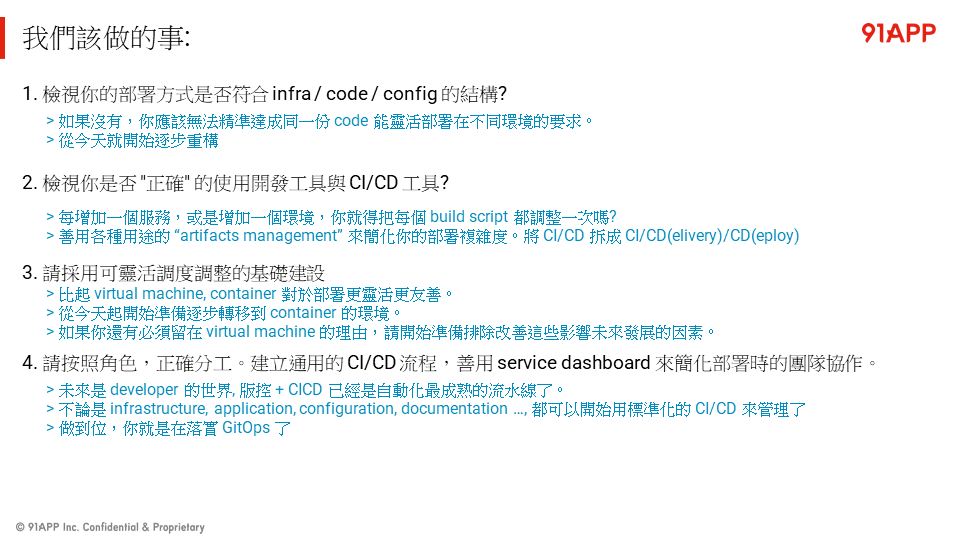 我們該做的事:
91APP
1. 檢視你的部署方式是否符合 infra / code / config 的結構?
> 如果沒有，你應該無法精準達成同一份 code 能靈活部署在不同環境的要求。
> 從今天就開始逐步重構
2. 檢視你是否 "正確" 的使用開發工具與 CI/CD 工具?
> 每增加一個服務，或是增加一個環境，你就得把每個 build script 都調整一次嗎?
> 善用各種用途的 “artifacts management” 來簡化你的部署複雜度。將 CI/CD 拆成 CI/CD(elivery)/CD(eploy)
3. 請採用可靈活調度調整的基礎建設
> 比起 virtual machine, container 對於部署更靈活更友善。
> 從今天起開始準備逐步轉移到 container 的環境。
> 如果你還有必須留在 virtual machine 的理由，請開始準備排除改善這些影響未來發展的因素。
4. 請按照角色，正確分工。建立通用的 CI/CD 流程，善用 service dashboard 來簡化部署時的團隊協作。
> 未來是 developer 的世界, 版控 + CICD 已經是自動化最成熟的流水線了。
> 不論是 infrastructure, application, configuration, documentation …, 都可以開始用標準化的 CI/CD 來管理了
> 做到位，你就是在落實 GitOps 了
© 91APP Inc. Confidential & Proprietary